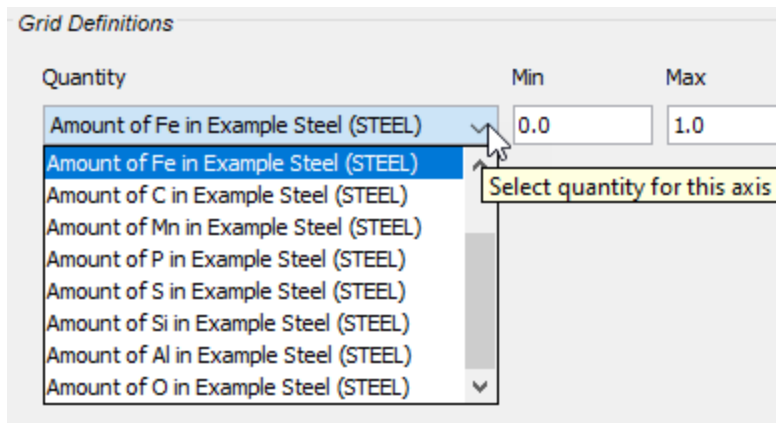 Grid Definitions
Quantity Min Max
Amount of Fe in Example Steel (STEEL) 0.0 1.0
Amount of Fe in Example Steel (STEEL)
Select quantity for this axis
Amount of C in Example Steel (STEEL)
Amount of Mn in Example Steel (STEEL)
Amount of P in Example Steel (STEEL)
Amount of S in Example Steel (STEEL)
Amount of Si in Example Steel (STEEL)
Amount of Al in Example Steel (STEEL)
Amount of O in Example Steel (STEEL)